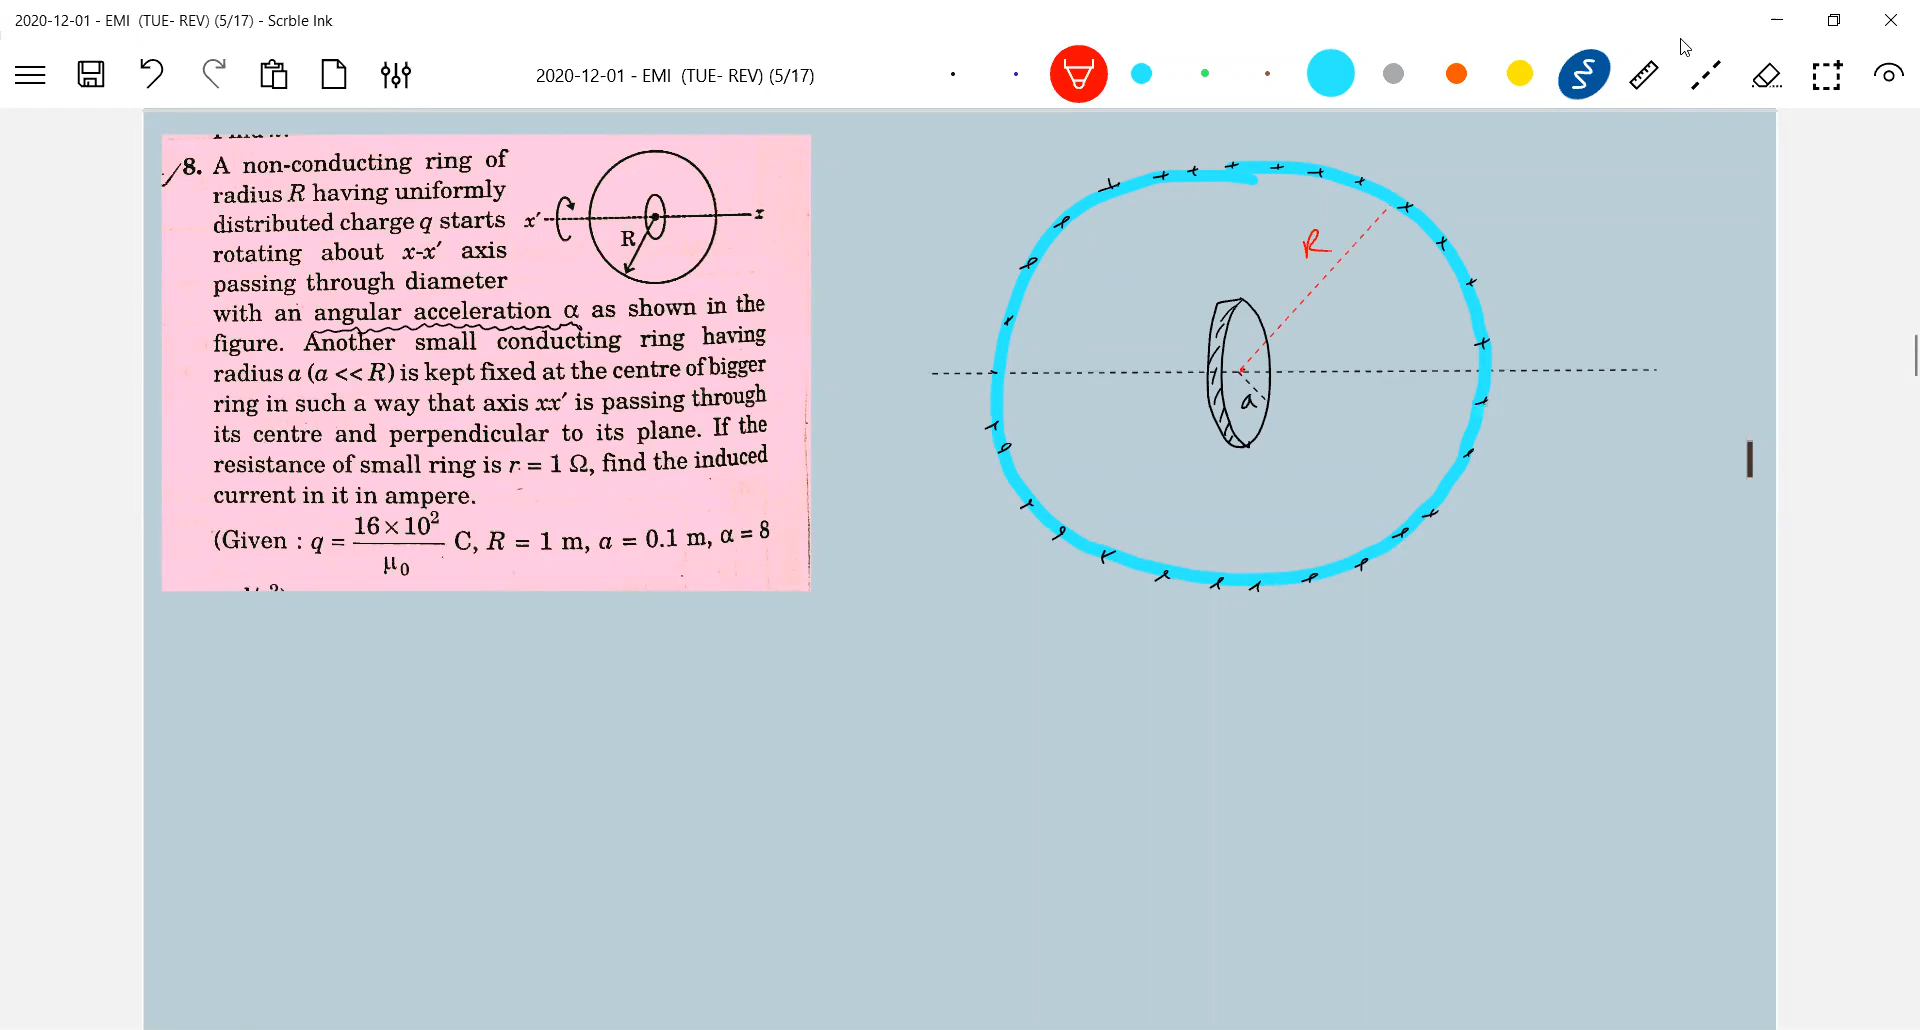 2020-12-01 - EMI (TUE- REV) (5/17) - Scrble Ink
2020-12-01 - EMI (TUE- REV) (5/17)
8. A non-conducting ring of
radius R having uniformly
distributed charge q starts
rotating about x-x′ axis
passing through diameter
with an angular acceleration α as shown in the
figure. Another small conducting ring having
radius a (a << R) is kept fixed at the centre of bigger
ring in such a way that axis xx′ is passing through
its centre and perpendicular to its plane. If the
resistance of small ring is r = 1 Ω, find the induced
current in it in ampere.
(Given : q = 16×10² / μ₀ C, R = 1 m, a = 0.1 m, α = 8
x′
x
R
R
a